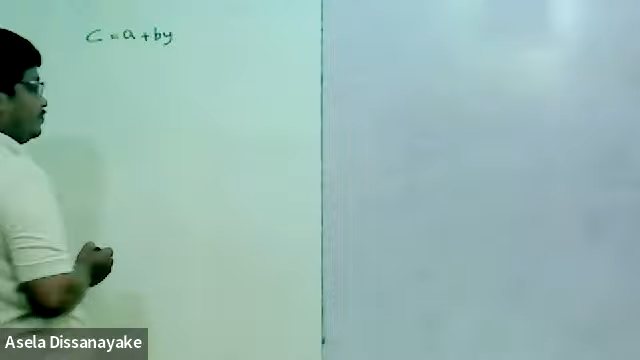 C = a + by
Asela Dissanayake